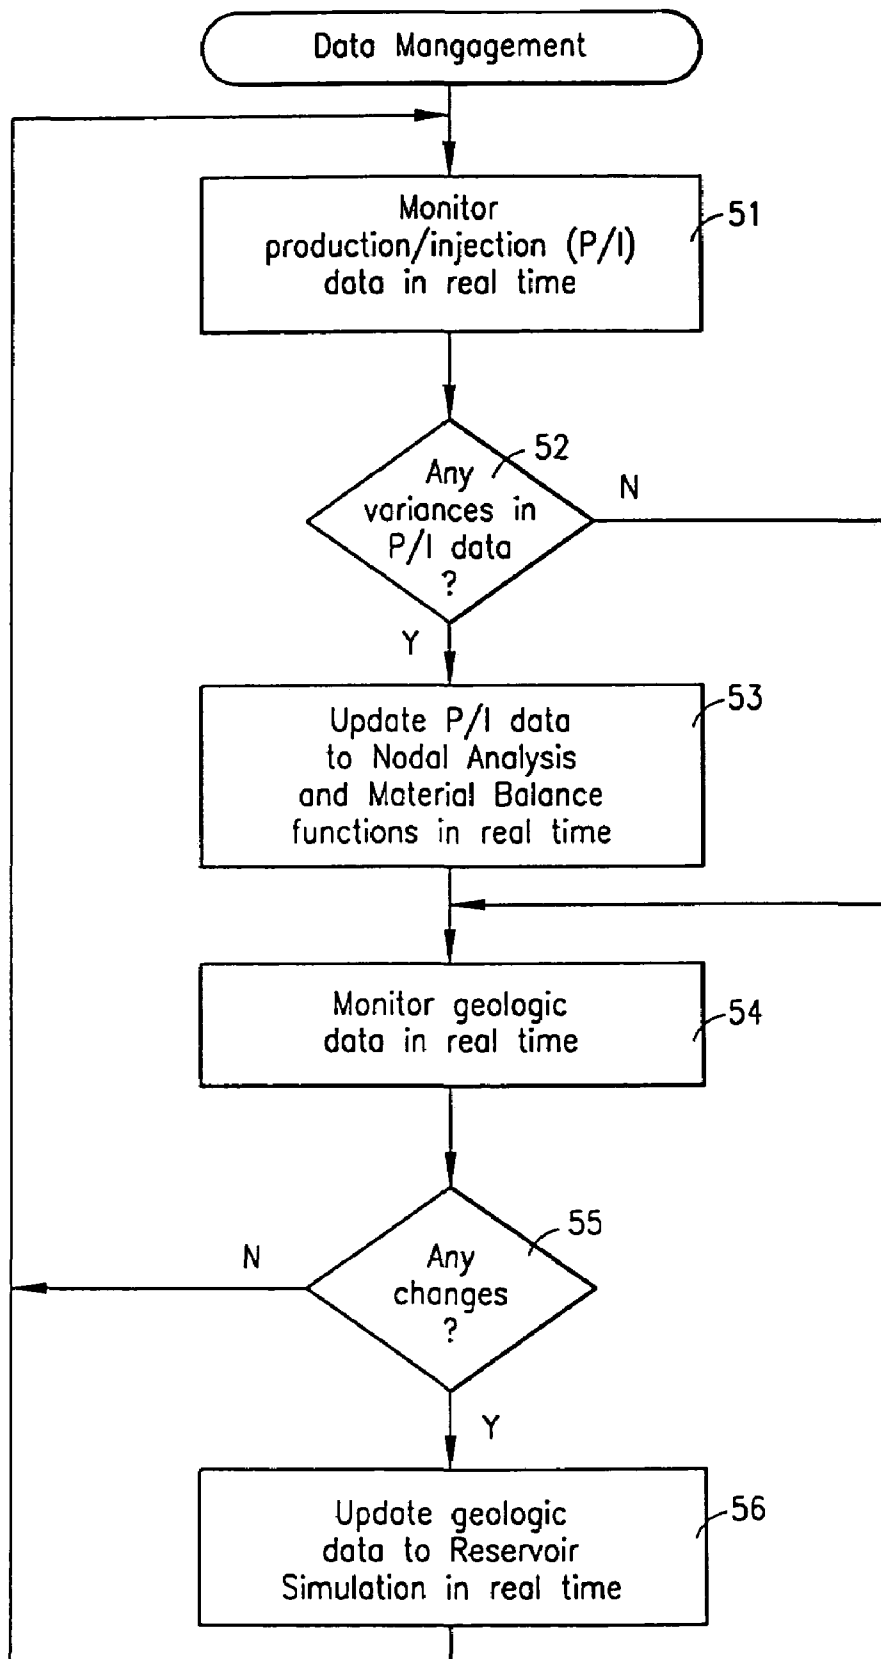 Data Mangagement
Monitor
production/injection (P/I)
data in real time
51
Any
variances in
P/I data
?
52
N
Y
Update P/I data
to Nodal Analysis
and Material Balance
functions in real time
53
Monitor geologic
data in real time
54
Any
changes
?
55
N
Y
Update geologic
data to Reservoir
Simulation in real time
56